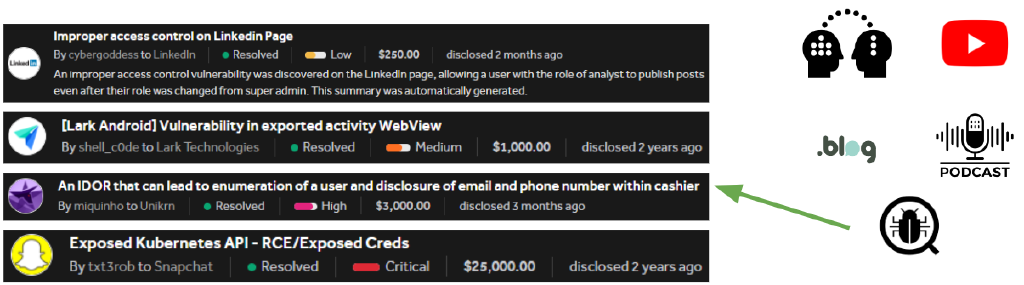 Improper access control on Linkedin Page
By cybergoddess to LinkedIn Resolved Low $250.00 disclosed 2 months ago
Linked in
An improper access control vulnerability was discovered on the LinkedIn page, allowing a user with the role of analyst to publish posts
even after their role was changed from super admin. This summary was automatically generated.
[Lark Android] Vulnerability in exported activity WebView
By shell_c0de to Lark Technologies Resolved Medium $1,000.00 disclosed 2 years ago
An IDOR that can lead to enumeration of a user and disclosure of email and phone number within cashier
By miquinho to Unikrn Resolved High $3,000.00 disclosed 3 months ago
Exposed Kubernetes API - RCE/Exposed Creds
By txt3rob to Snapchat Resolved Critical $25,000.00 disclosed 2 years ago
.blog
PODCAST